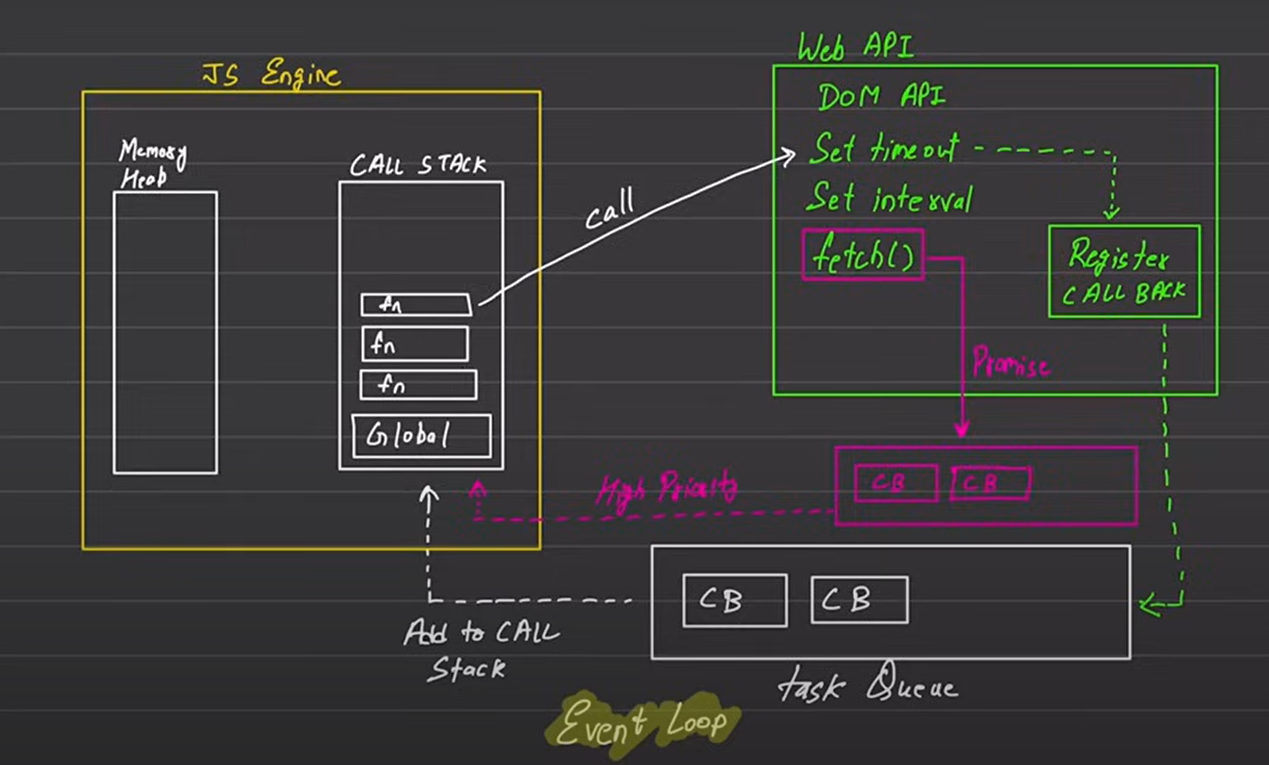 JS Engine
Memory
Heap
CALL STACK
fn
fn
fn
Global
call
Web API
DOM API
Set timeout
Set interval
fetch()
Register
CALL BACK
Promise
CB CB
High Priority
CB CB
Add to CALL
Stack
task Queue
Event Loop